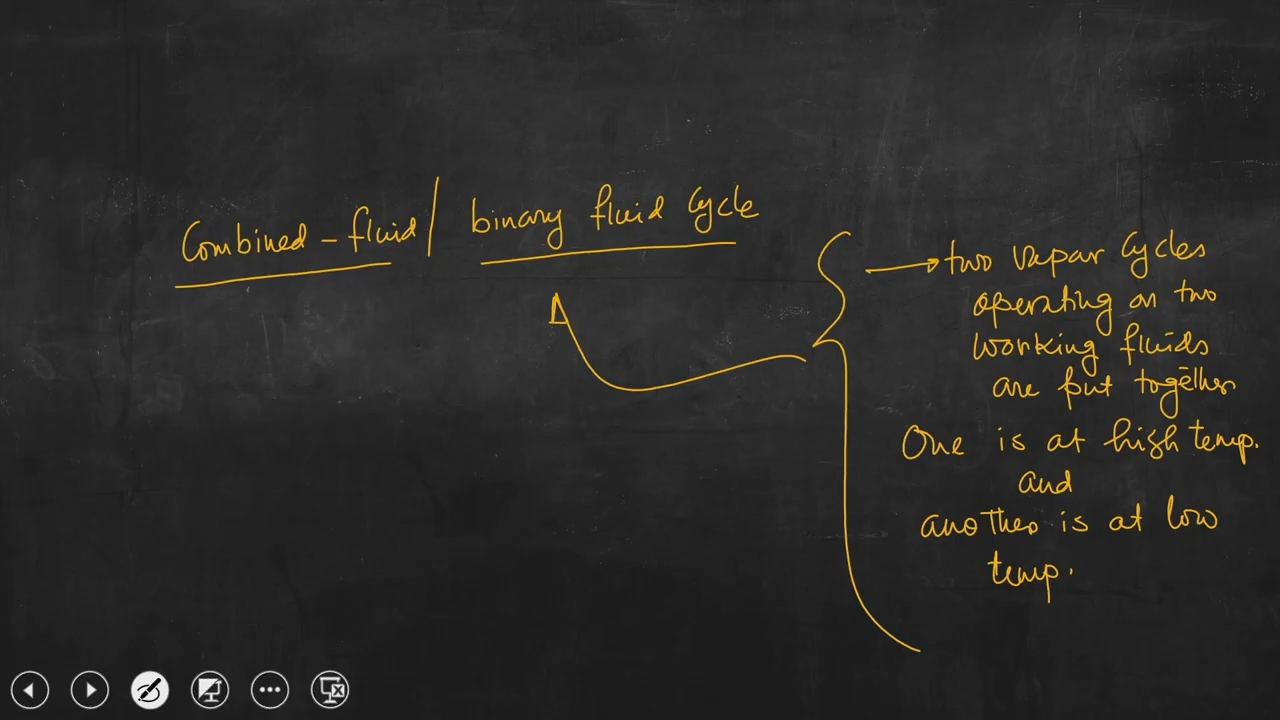 Combined-fluid/ binary fluid cycle
two vapar cycles
operating on two
working fluids
are put together
One is at high temp.
and
another is at low
temp.